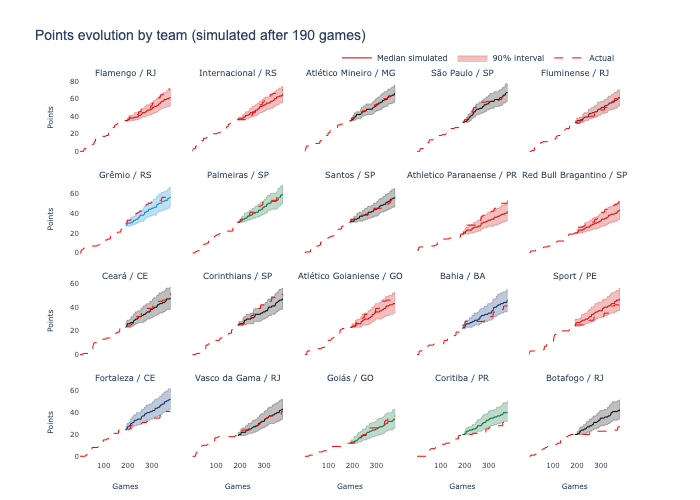 Points evolution by team (simulated after 190 games)
Median simulated 90% interval Actual
Flamengo / RJ Internacional / RS Atlético Mineiro / MG São Paulo / SP Fluminense / RJ
80
60
40
20
0
Points
Grêmio / RS Palmeiras / SP Santos / SP Athletico Paranaense / PR Red Bull Bragantino / SP
60
40
20
0
Points
Ceará / CE Corinthians / SP Atlético Goianiense / GO Bahia / BA Sport / PE
60
40
20
0
Points
Fortaleza / CE Vasco da Gama / RJ Goiás / GO Coritiba / PR Botafogo / RJ
60
40
20
0
Points
100 200 300 100 200 300 100 200 300 100 200 300 100 200 300
Games Games Games Games Games